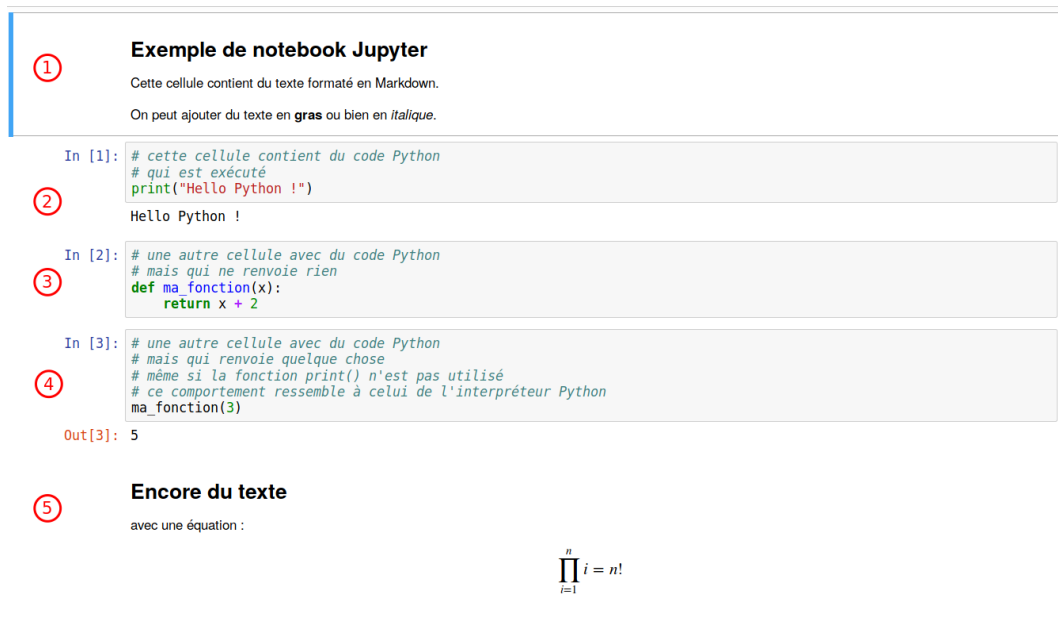 Exemple de notebook Jupyter
1
Cette cellule contient du texte formaté en Markdown.
On peut ajouter du texte en gras ou bien en italique.
In [1]: # cette cellule contient du code Python
# qui est exécuté
2
print("Hello Python !")
Hello Python !
In [2]: # une autre cellule avec du code Python
# mais qui ne renvoie rien
3
def ma_fonction(x):
    return x + 2
In [3]: # une autre cellule avec du code Python
# mais qui renvoie quelque chose
# même si la fonction print() n'est pas utilisé
4
# ce comportement ressemble à celui de l'interpréteur Python
ma_fonction(3)
Out[3]: 5
Encore du texte
5
avec une équation :
n
∏ i = n!
i=1